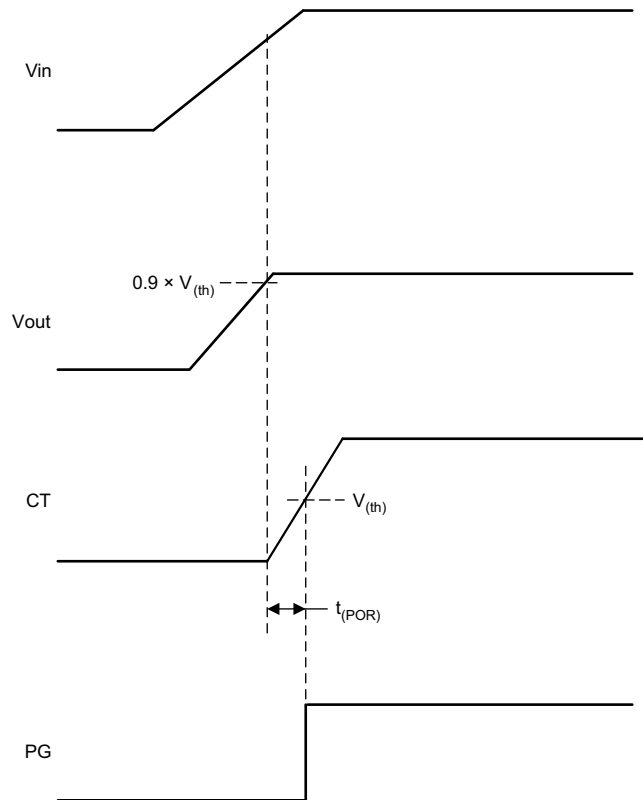 Vin
0.9 × V(th)
Vout
CT
V(th)
t(POR)
PG